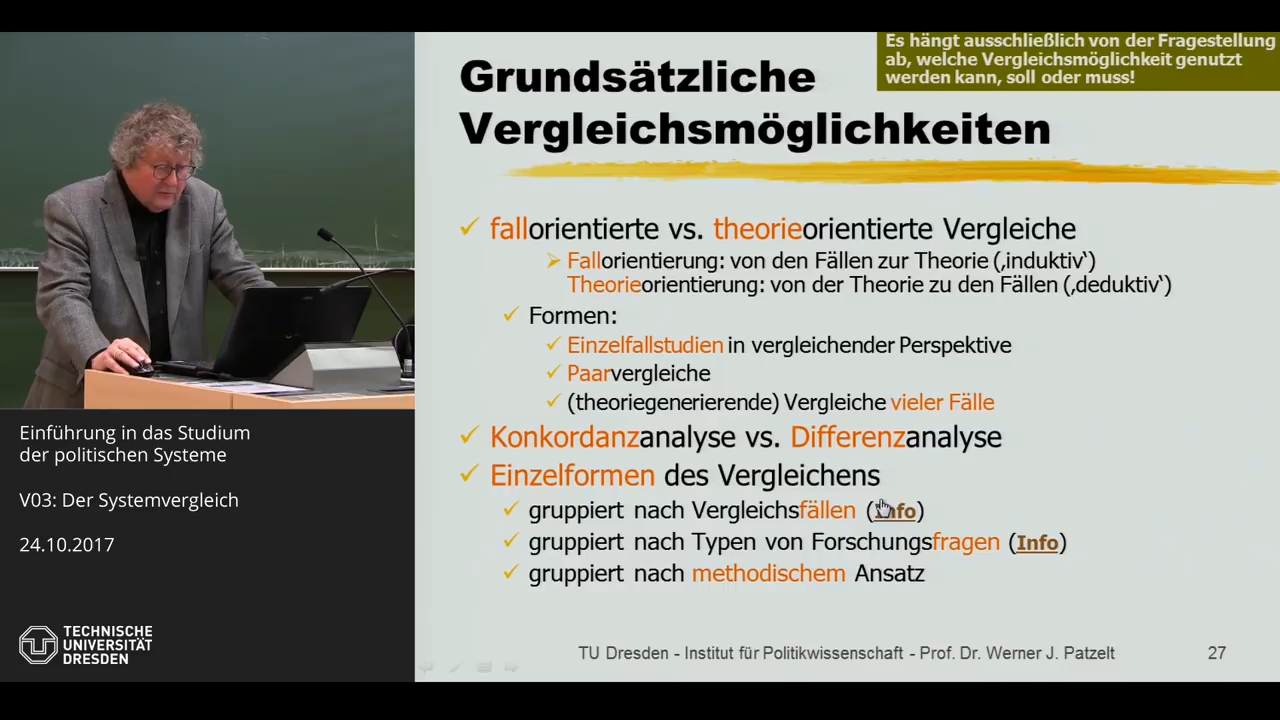 Es hängt ausschließlich von der Fragestellung
ab, welche Vergleichsmöglichkeit genutzt
werden kann, soll oder muss!
Grundsätzliche
Vergleichsmöglichkeiten
fallorientierte vs. theorieorientierte Vergleiche
Fallorientierung: von den Fällen zur Theorie (‚induktiv‘)
Theorieorientierung: von der Theorie zu den Fällen (‚deduktiv‘)
Formen:
Einzelfallstudien in vergleichender Perspektive
Paarvergleiche
(theoriegenerierende) Vergleiche vieler Fälle
Konkordanzanalyse vs. Differenzanalyse
Einzelformen des Vergleichens
gruppiert nach Vergleichsfällen (Info)
gruppiert nach Typen von Forschungsfragen (Info)
gruppiert nach methodischem Ansatz
TU Dresden - Institut für Politikwissenschaft - Prof. Dr. Werner J. Patzelt
27
Einführung in das Studium
der politischen Systeme
V03: Der Systemvergleich
24.10.2017
TECHNISCHE
UNIVERSITÄT
DRESDEN